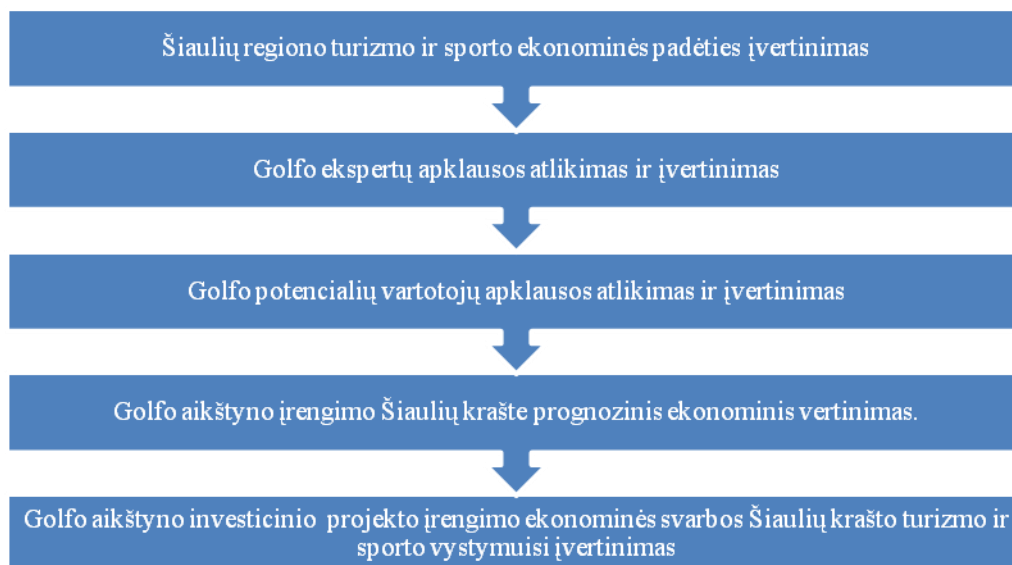 Šiaulių regiono turizmo ir sporto ekonominės padėties įvertinimas
Golfo ekspertų apklausos atlikimas ir įvertinimas
Golfo potencialių vartotojų apklausos atlikimas ir įvertinimas
Golfo aikštyno įrengimo Šiaulių krašte prognozinis ekonominis vertinimas.
Golfo aikštyno investicinio projekto įrengimo ekonominės svarbos Šiaulių krašto turizmo ir
sporto vystymuisi įvertinimas